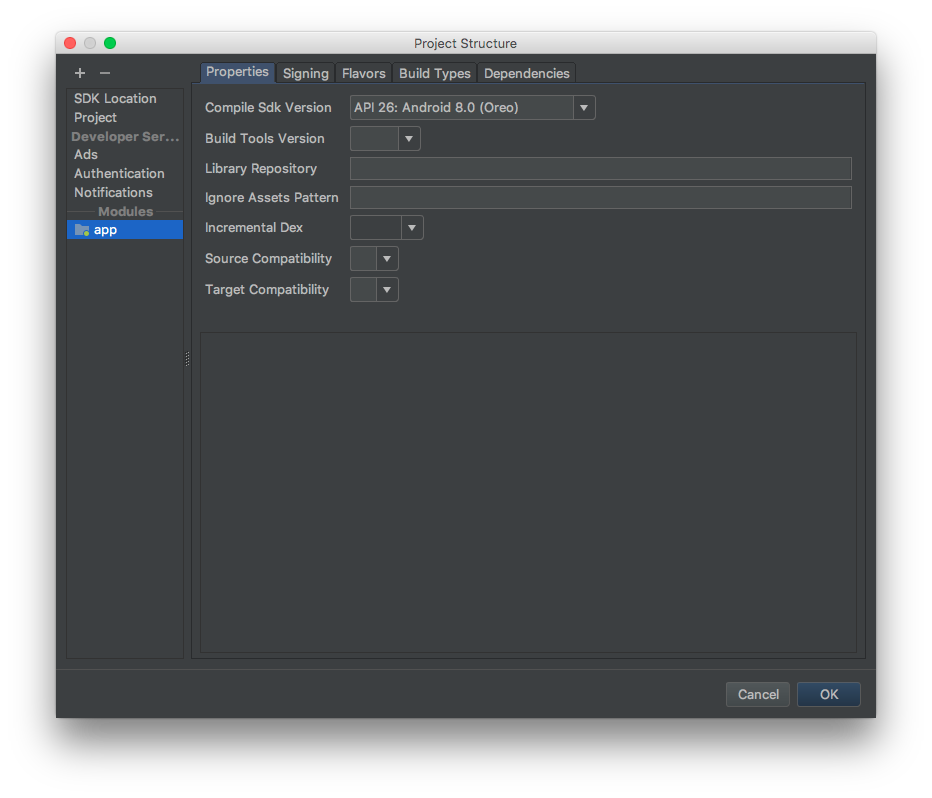 Project Structure
+ −
SDK Location
Project
Developer Ser...
Ads
Authentication
Notifications
Modules
app
Properties Signing Flavors Build Types Dependencies
Compile Sdk Version API 26: Android 8.0 (Oreo)
Build Tools Version
Library Repository
Ignore Assets Pattern
Incremental Dex
Source Compatibility
Target Compatibility
Cancel OK